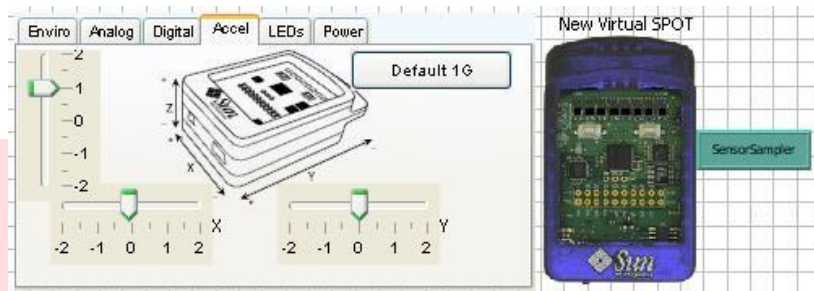 Enviro Analog Digital Accel LEDs Power
New Virtual SPOT
Default 1G
2
1
0
-1
-2
Z
X
Y
Sun
SensorSampler
X
-2 -1 0 1 2
Y
-2 -1 0 1 2
Sun